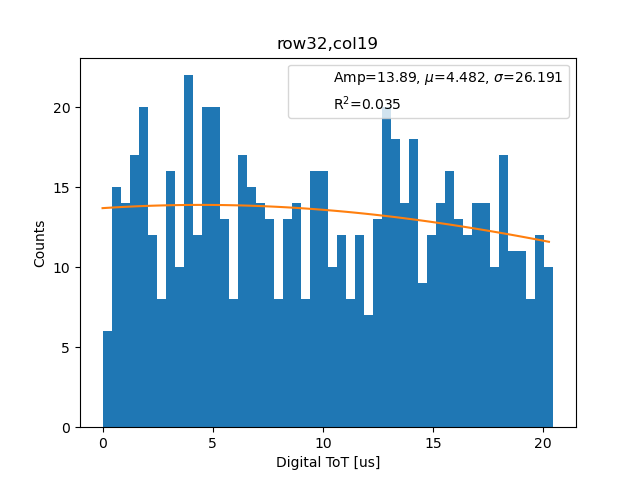 row32,col19
Amp=13.89, μ=4.482, σ=26.191
R²=0.035
Counts
20
15
10
5
0
0 5 10 15 20
Digital ToT [us]